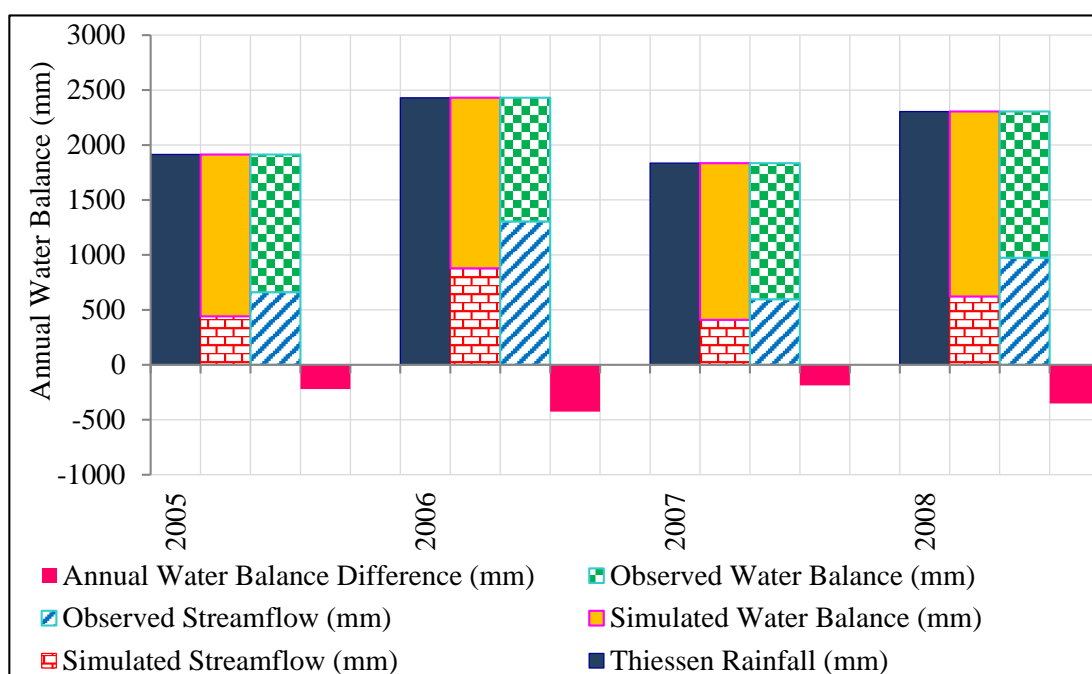 Annual Water Balance (mm)
3000
2500
2000
1500
1000
500
0
-500
-1000
2005
2006
2007
2008
Annual Water Balance Difference (mm)
Observed Water Balance (mm)
Observed Streamflow (mm)
Simulated Water Balance (mm)
Simulated Streamflow (mm)
Thiessen Rainfall (mm)